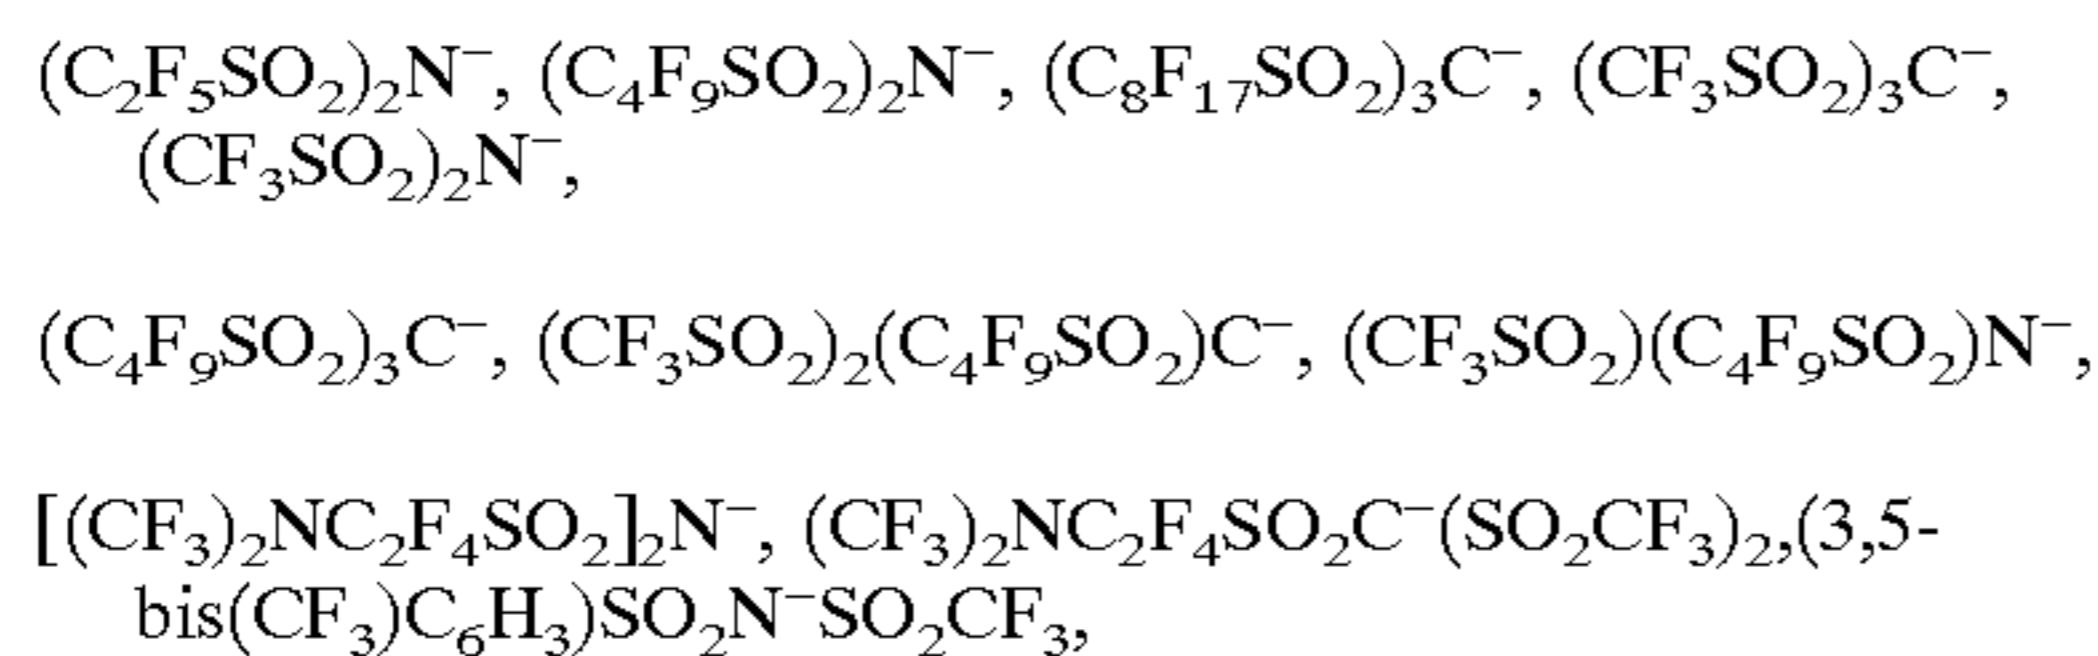 (C₂F₅SO₂)₂N⁻, (C₄F₉SO₂)₂N⁻, (C₈F₁₇SO₂)₃C⁻, (CF₃SO₂)₃C⁻,
(CF₃SO₂)₂N⁻,
(C₄F₉SO₂)₃C⁻, (CF₃SO₂)₂(C₄F₉SO₂)C⁻, (CF₃SO₂)(C₄F₉SO₂)N⁻,
[(CF₃)₂NC₂F₄SO₂]₂N⁻, (CF₃)₂NC₂F₄SO₂C⁻(SO₂CF₃)₂,(3,5-
bis(CF₃)C₆H₃)SO₂N⁻SO₂CF₃,